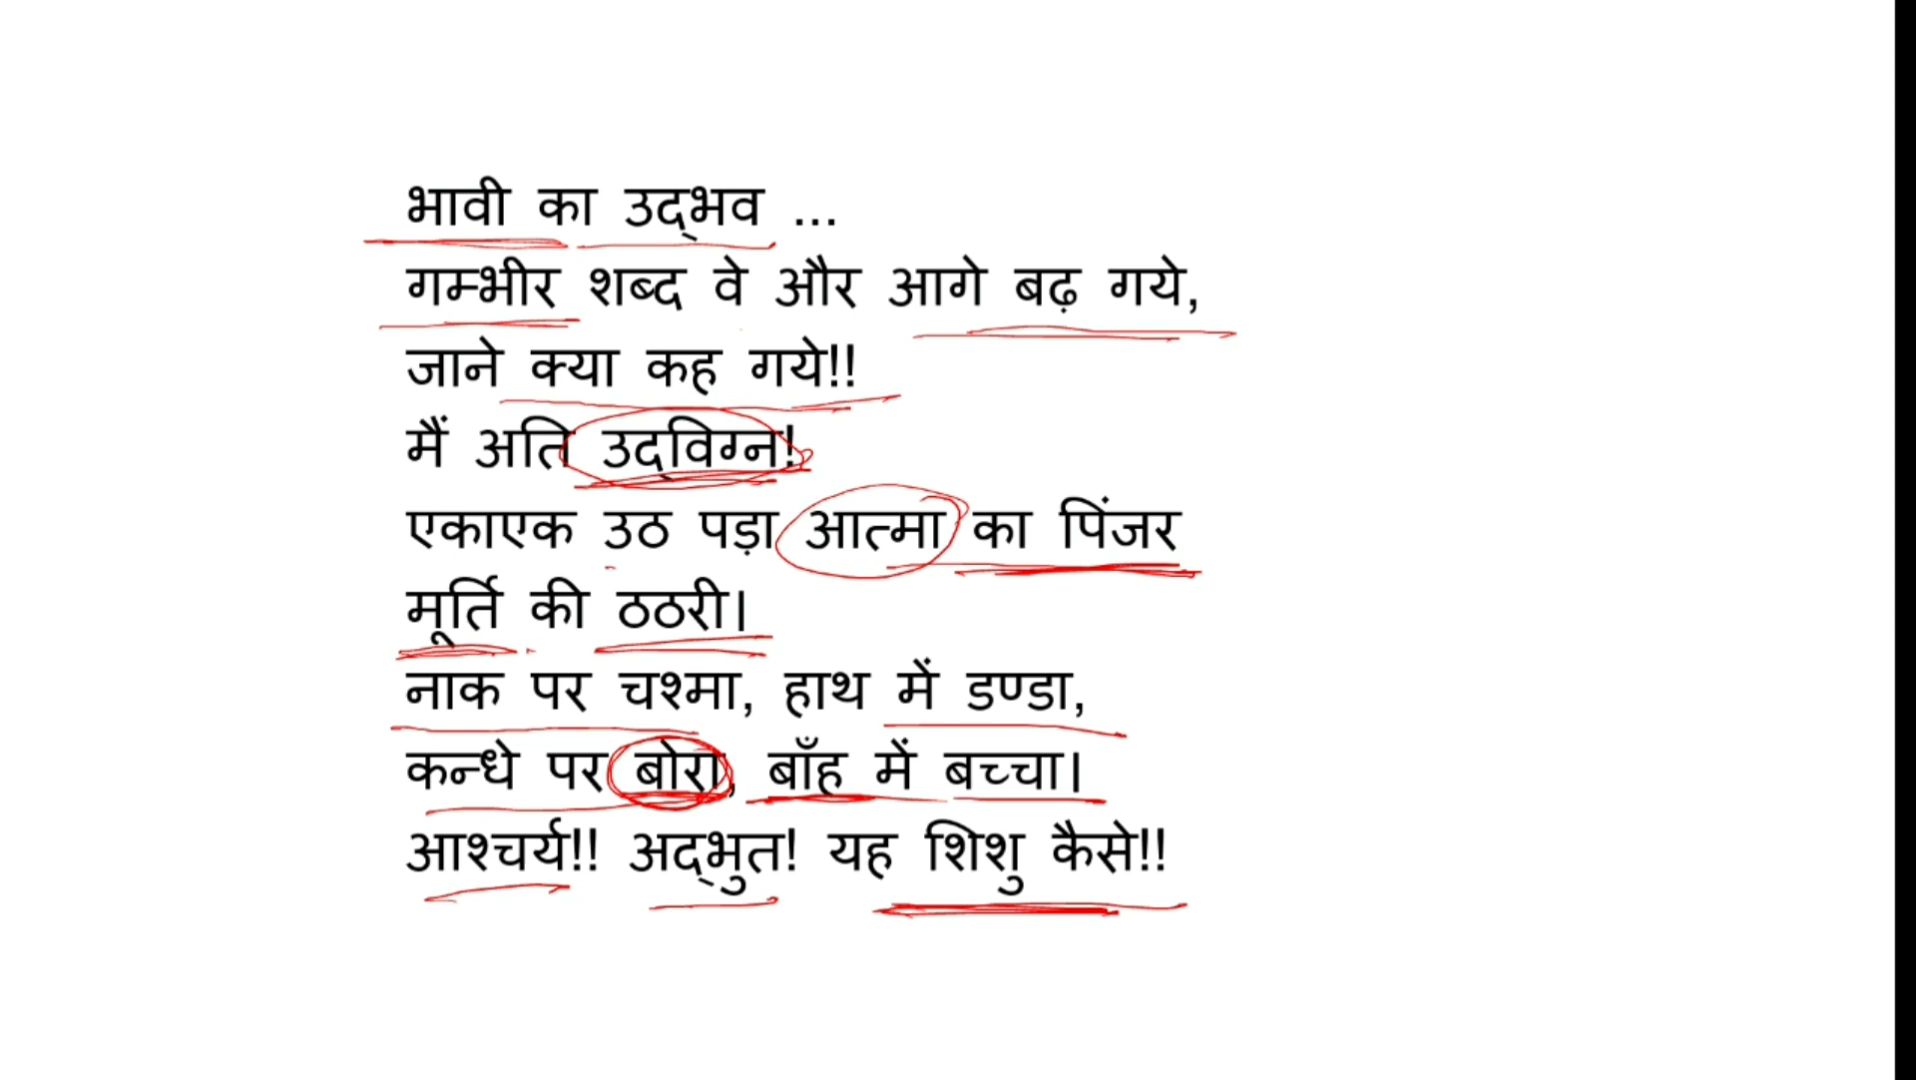 भावी का उद्‌भव ...
गम्भीर शब्द वे और आगे बढ़ गये,
जाने क्या कह गये!!
मैं अति उद्‌विग्न!
एकाएक उठ पड़ा आत्मा का पिंजर
मूर्ति की ठठरी।
नाक पर चश्मा, हाथ में डण्डा,
कन्धे पर बोरा, बाँह में बच्चा।
आश्चर्य!! अद्‌भुत! यह शिशु कैसे!!